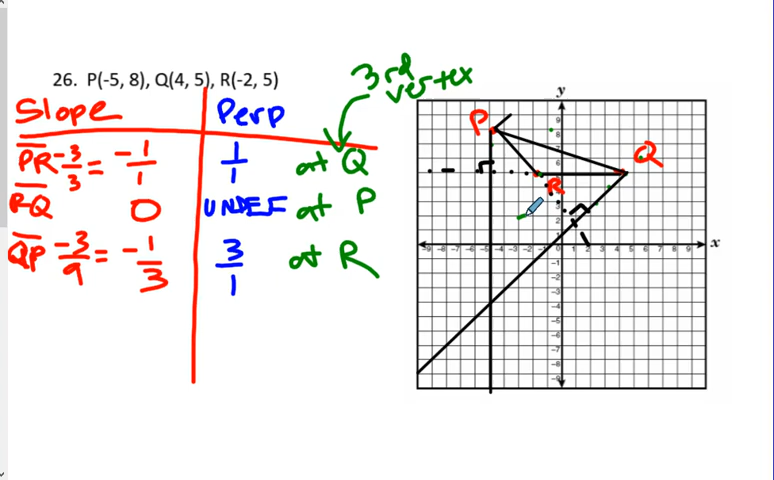 26. P(-5, 8), Q(4, 5), R(-2, 5)
3rd
vertex
Slope Perp
PR -3/3 = -1/1 1/1 at Q
RQ 0 UNDEF at P
QP -3/9 = -1/3 3/1 at R
y
P
Q
R
x